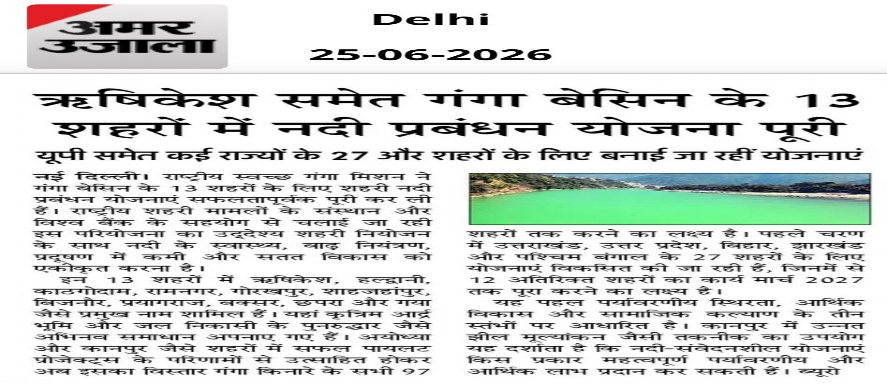 अमर
उजाला
Delhi
25-06-2026
ऋषिकेश समेत गंगा बेसिन के 13
शहरों में नदी प्रबंधन योजना पूरी
यूपी समेत कई राज्यों के 27 और शहरों के लिए बनाई जा रहीं योजनाएं
नई दिल्ली। राष्ट्रीय स्वच्छ गंगा मिशन ने
गंगा बेसिन के 13 शहरों के लिए शहरी नदी
प्रबंधन योजनाएं सफलतापूर्वक पूरी कर ली
हैं। राष्ट्रीय शहरी मामलों के संस्थान और
विश्व बैंक के सहयोग से चलाई जा रही
इस परियोजना का उद्देश्य शहरी नियोजन
के साथ नदी के स्वास्थ्य, बाढ़ नियंत्रण,
प्रदूषण में कमी और सतत विकास को
एकीकृत करना है।
इन 13 शहरों में ऋषिकेश, हल्द्वानी,
काठगोदाम, रामनगर, गोरखपुर, शाहजहांपुर,
बिजनौर, प्रयागराज, बक्सर, छपरा और गया
जैसे प्रमुख नाम शामिल हैं। यहां कृत्रिम आर्द्र
भूमि और जल निकासी के पुनरुद्धार जैसे
अभिनव समाधान अपनाए गए हैं। अयोध्या
और कानपुर जैसे शहरों में सफल पायलट
प्रोजेक्ट्स के परिणामों से उत्साहित होकर
अब इसका विस्तार गंगा किनारे के सभी 97
शहरों तक करने का लक्ष्य है। पहले चरण
में उत्तराखंड, उत्तर प्रदेश, बिहार, झारखंड
और पश्चिम बंगाल के 27 शहरों के लिए
योजनाएं विकसित की जा रही हैं, जिनमें से
12 अतिरिक्त शहरों का कार्य मार्च 2027
तक पूरा करने का लक्ष्य है।
यह पहल पर्यावरणीय स्थिरता, आर्थिक
विकास और सामाजिक कल्याण के तीन
स्तंभों पर आधारित है। कानपुर में उन्नत
झील मूल्यांकन जैसी तकनीक का उपयोग
यह दर्शाता है कि नदी-संवेदनशील योजनाएं
किस प्रकार महत्वपूर्ण पर्यावरणीय और
आर्थिक लाभ प्रदान कर सकती हैं। ब्यूरो